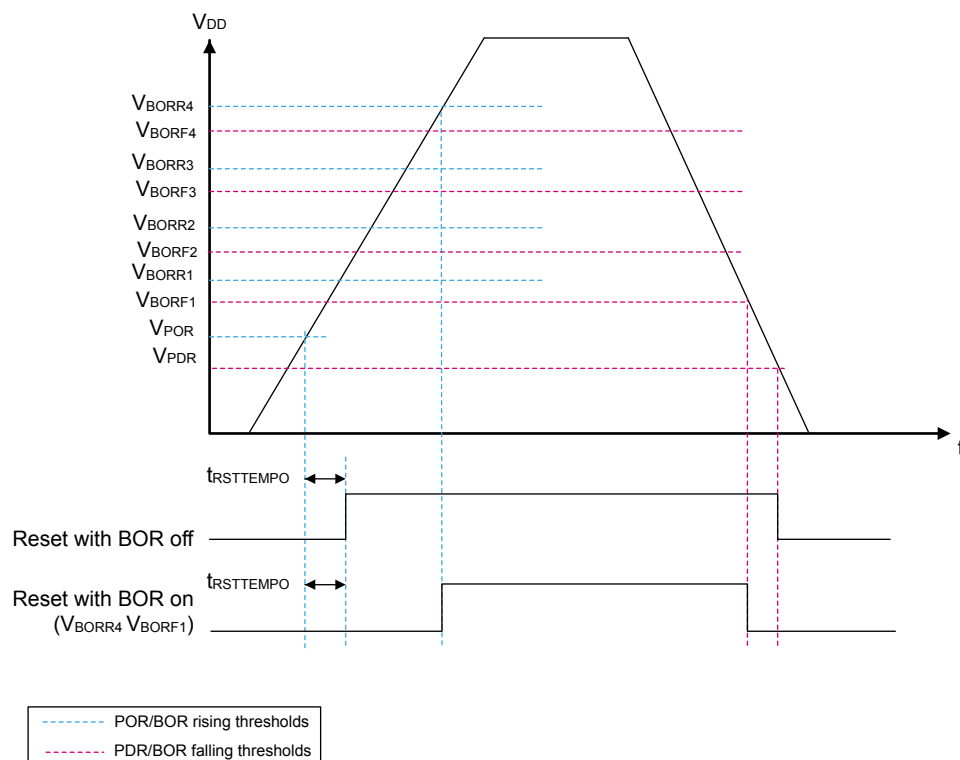 VDD
VBORR4
VBORF4
VBORR3
VBORF3
VBORR2
VBORF2
VBORR1
VBORF1
VPOR
VPDR
t
tRSTTEMPO
Reset with BOR off
tRSTTEMPO
Reset with BOR on
(VBORR4 VBORF1)
POR/BOR rising thresholds
PDR/BOR falling thresholds